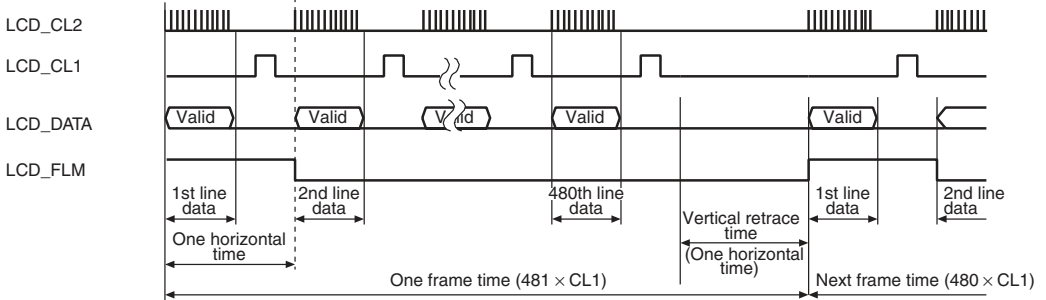 LCD_CL2
LCD_CL1
LCD_DATA
Valid
Valid
Valid
Valid
Valid
LCD_FLM
1st line
data
2nd line
data
480th line
data
1st line
data
2nd line
data
One horizontal
time
Vertical retrace
time
(One horizontal
time)
One frame time (481 × CL1)
Next frame time (480 × CL1)